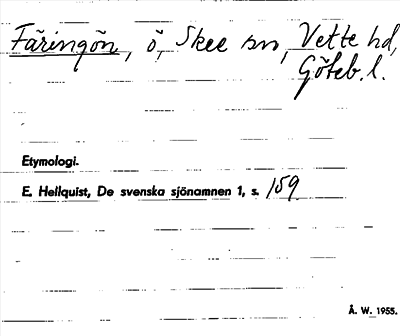 Färingön, ö, Skee sn, Vette hd,
Göteb. l.
Etymologi.
E. Hellquist, De svenska sjönamnen 1, s. 159
Å. W. 1955.